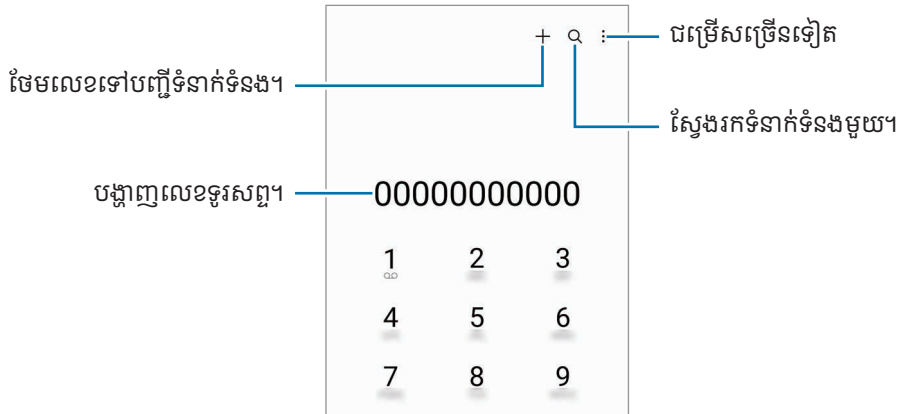 ជម្រើសច្រើនទៀត
ថែមលេខទៅបញ្ជីទំនាក់ទំនង។
ស្វែងរកទំនាក់ទំនងមួយ។
បង្ហាញលេខទូរសព្ទ។
00000000000
1 2 3
4 5 6
7 8 9